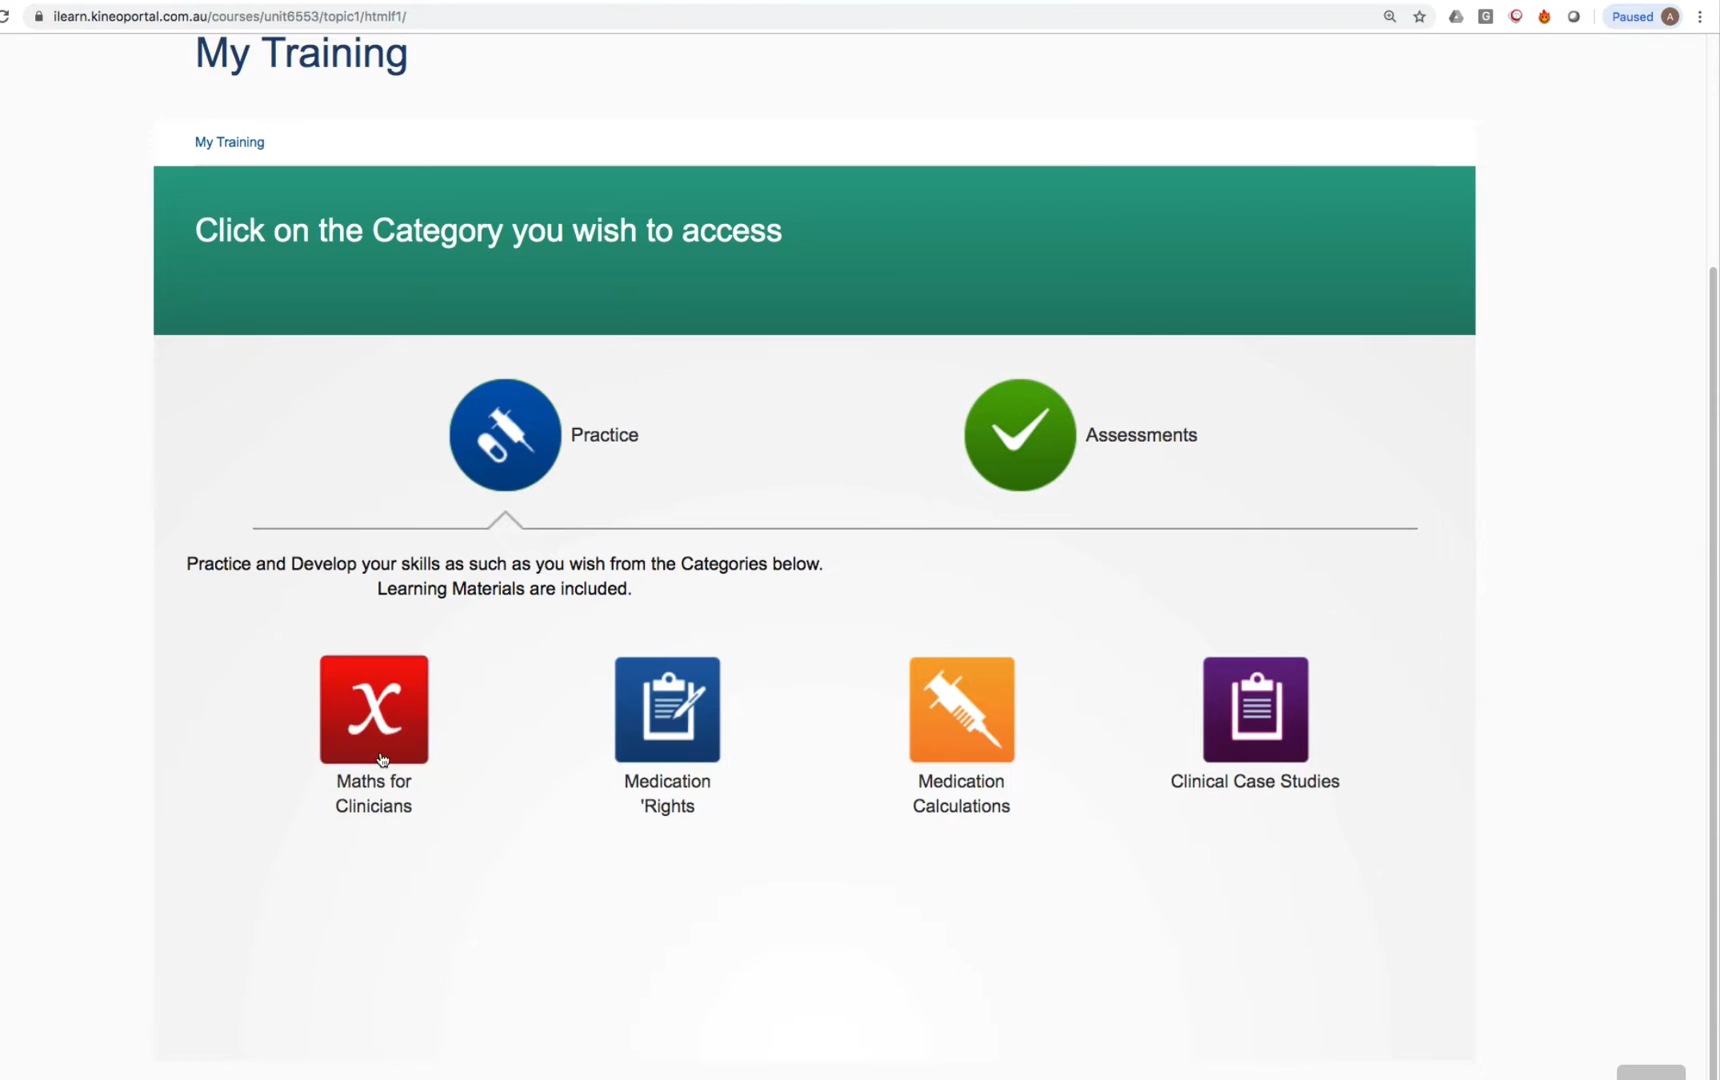 ilearn.kineoportal.com.au/courses/unit6553/topic1/htmlf1/
Paused
A
My Training
My Training
Click on the Category you wish to access
Practice
Assessments
Practice and Develop your skills as such as you wish from the Categories below.
Learning Materials are included.
x
Maths for
Clinicians
Medication
'Rights
Medication
Calculations
Clinical Case Studies